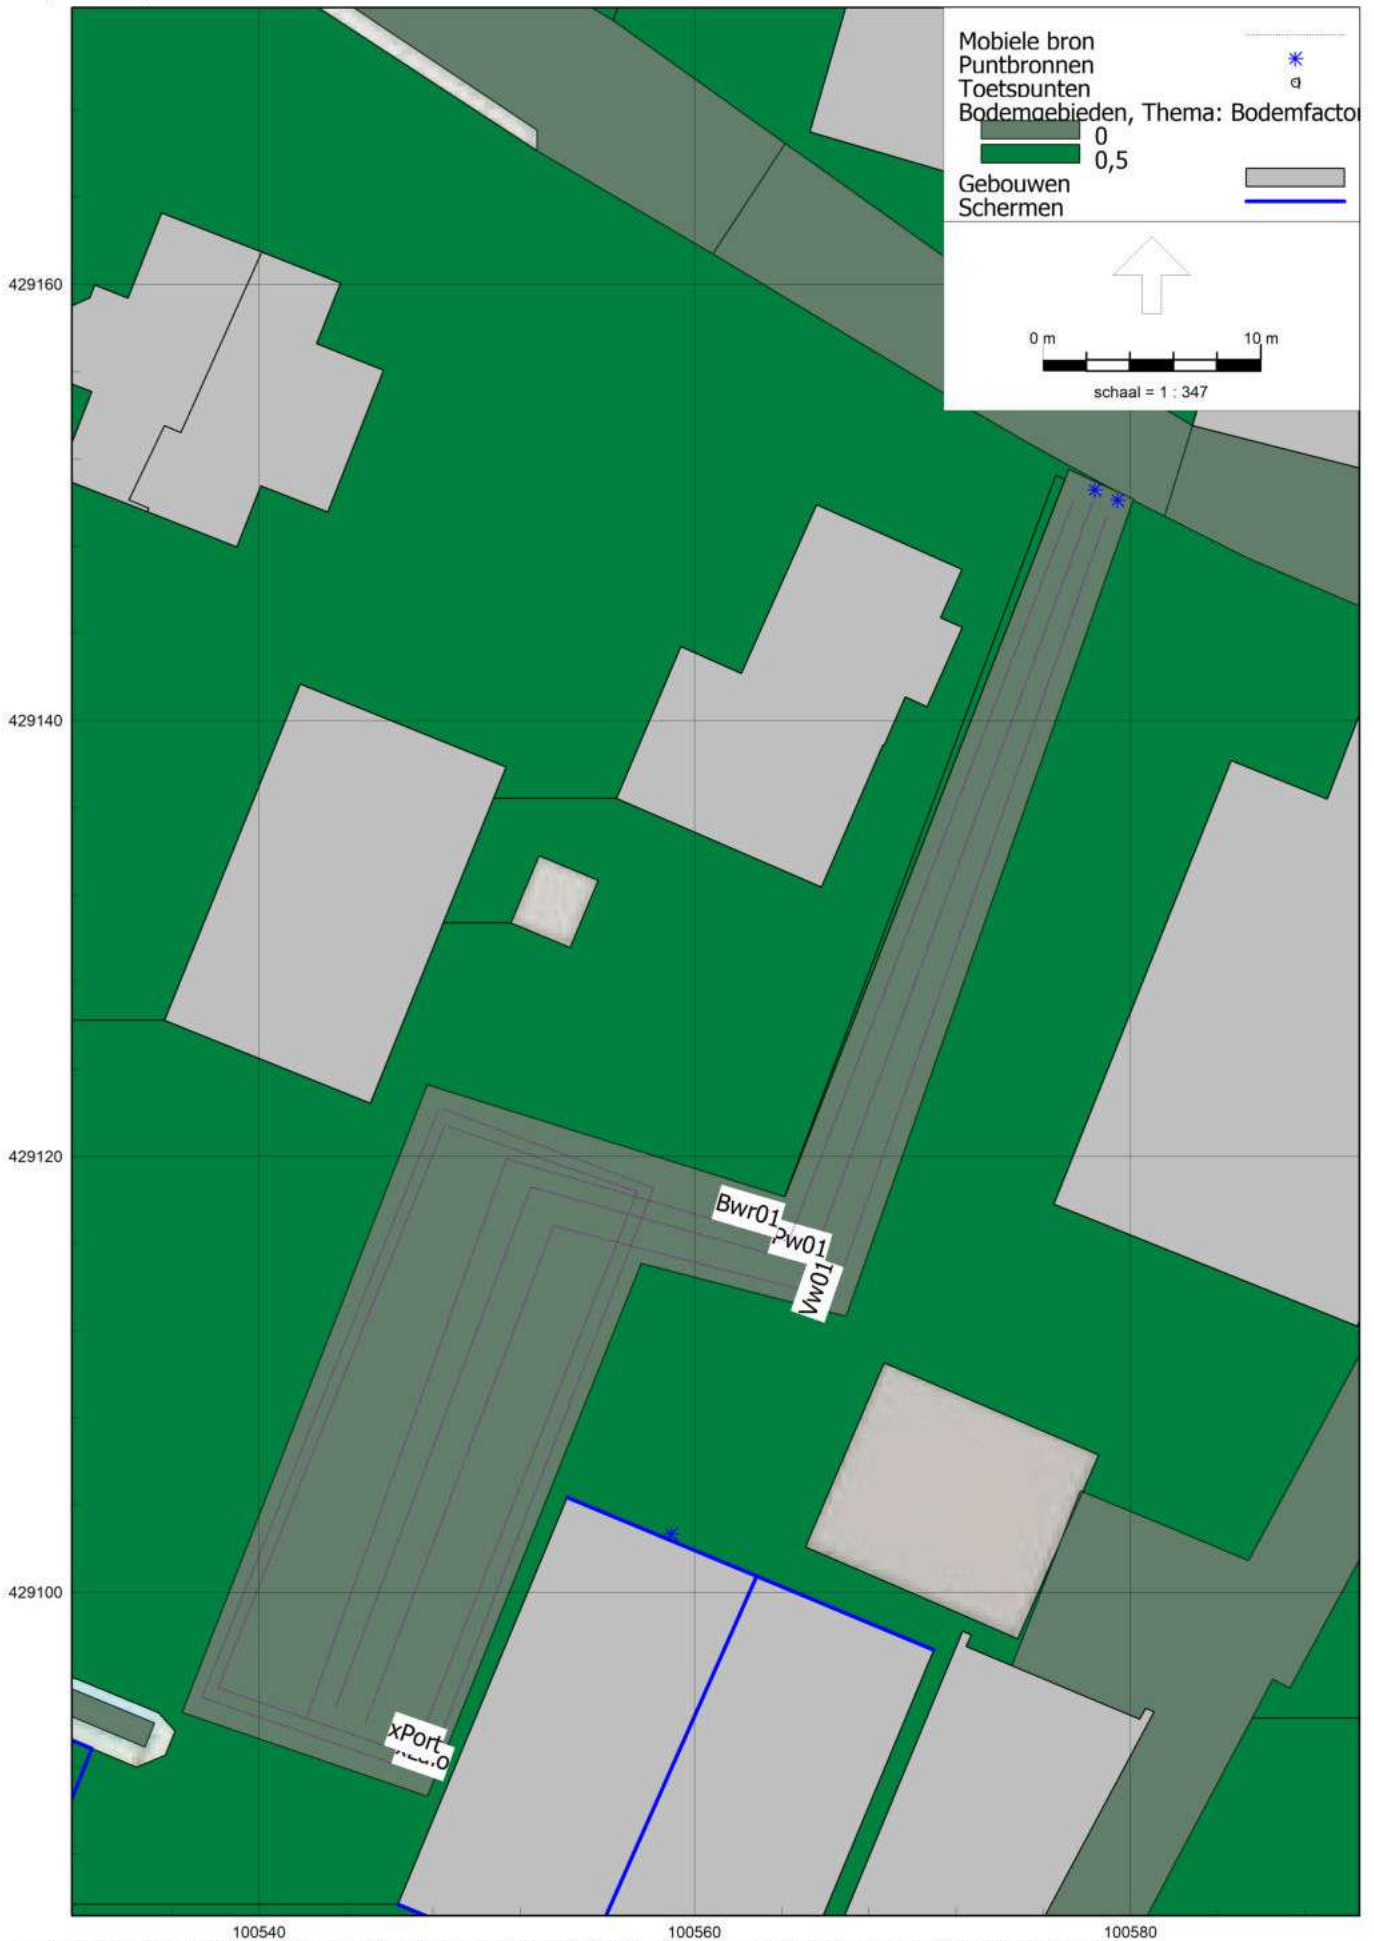 Mobiele bron
Puntbronnen
Toetspunten
Bodemgebieden, Thema: Bodemfactor
0
0,5
Gebouwen
Schermen
0 m 10 m
schaal = 1 : 347
429160
429140
429120
429100
Bwr01
Pw01
Vw01
xPort
100540 100560 100580